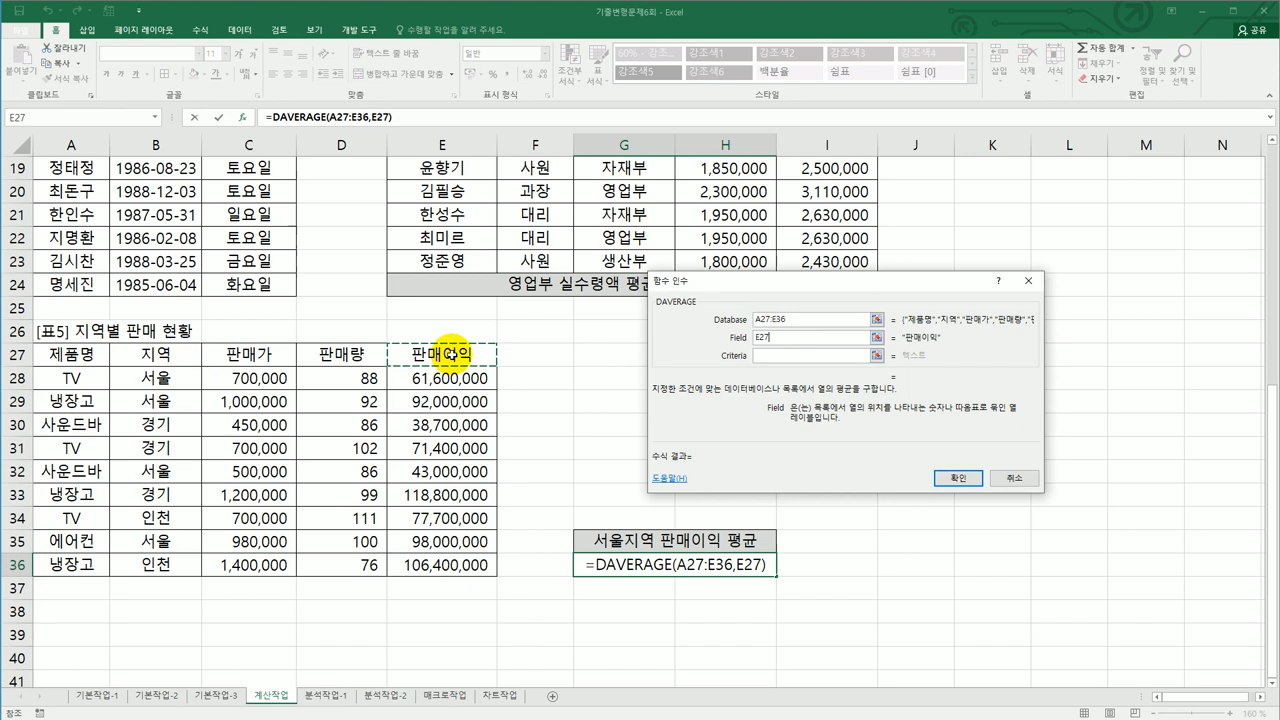 기출변형문제6회 - Excel
홈 삽입 페이지 레이아웃 수식 데이터 검토 보기 개발 도구 수행할 작업을 알려 주세요. 공유
붙여넣기 잘라내기 복사 서식 복사
11 텍스트 줄 바꿈 병합하고 가운데 맞춤
일반 조건부 서식 표 서식
60% - 강조... 강조색1 강조색2 강조색3 강조색4
강조색5 강조색6 백분율 쉼표 쉼표 [0]
삽입 삭제 서식 자동 합계 채우기 지우기 정렬 및 필터 찾기 및 선택
클립보드 글꼴 맞춤 표시 형식 스타일 셀 편집
E27 =DAVERAGE(A27:E36,E27)
A B C D E F G H I J K L M N
19 정태정 1986-08-23 토요일 윤향기 사원 자재부 1,850,000 2,500,000
20 최돈구 1988-12-03 토요일 김필승 과장 영업부 2,300,000 3,110,000
21 한인수 1987-05-31 일요일 한성수 대리 자재부 1,950,000 2,630,000
22 지명환 1986-02-08 토요일 최미르 대리 영업부 1,950,000 2,630,000
23 김시찬 1988-03-25 금요일 정준영 사원 생산부 1,800,000 2,430,000
24 명세진 1985-06-04 화요일 영업부 실수령액 평균
25
26 [표5] 지역별 판매 현황
27 제품명 지역 판매가 판매량 판매이익
28 TV 서울 700,000 88 61,600,000
29 냉장고 서울 1,000,000 92 92,000,000
30 사운드바 경기 450,000 86 38,700,000
31 TV 경기 700,000 102 71,400,000
32 사운드바 서울 500,000 86 43,000,000
33 냉장고 경기 1,200,000 99 118,800,000
34 TV 인천 700,000 111 77,700,000
35 에어컨 서울 980,000 100 98,000,000 서울지역 판매이익 평균
36 냉장고 인천 1,400,000 76 106,400,000 =DAVERAGE(A27:E36,E27)
37
38
39
40
41
함수 인수 ?
DAVERAGE
Database A27:E36 = {"제품명","지역","판매가","판매량","판
Field E27 = "판매이익"
Criteria = 텍스트
=
지정한 조건에 맞는 데이터베이스나 목록에서 열의 평균을 구합니다.
Field 은(는) 목록에서 열의 위치를 나타내는 숫자나 따옴표로 묶인 열
레이블입니다.
수식 결과=
도움말(H) 확인 취소
기본작업-1 기본작업-2 기본작업-3 계산작업 분석작업-1 분석작업-2 매크로작업 차트작업
참조 160 %